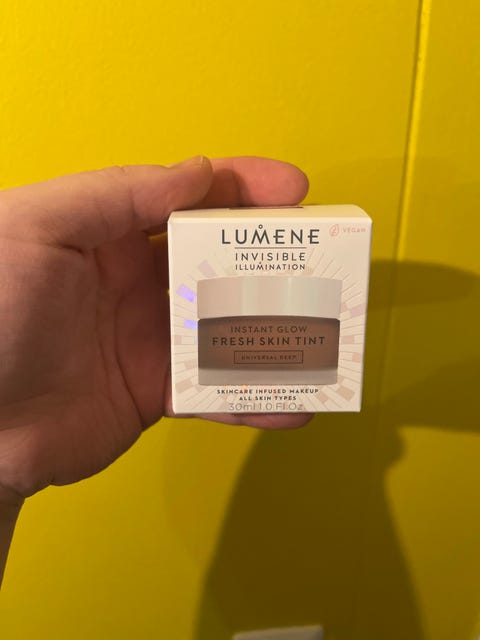 LUMENE
VEGAN
INVISIBLE
ILLUMINATION
INSTANT GLOW
FRESH SKIN TINT
UNIVERSAL DEEP
SKINCARE INFUSED MAKEUP
ALL SKIN TYPES
30ml 1.0 Fl.Oz.